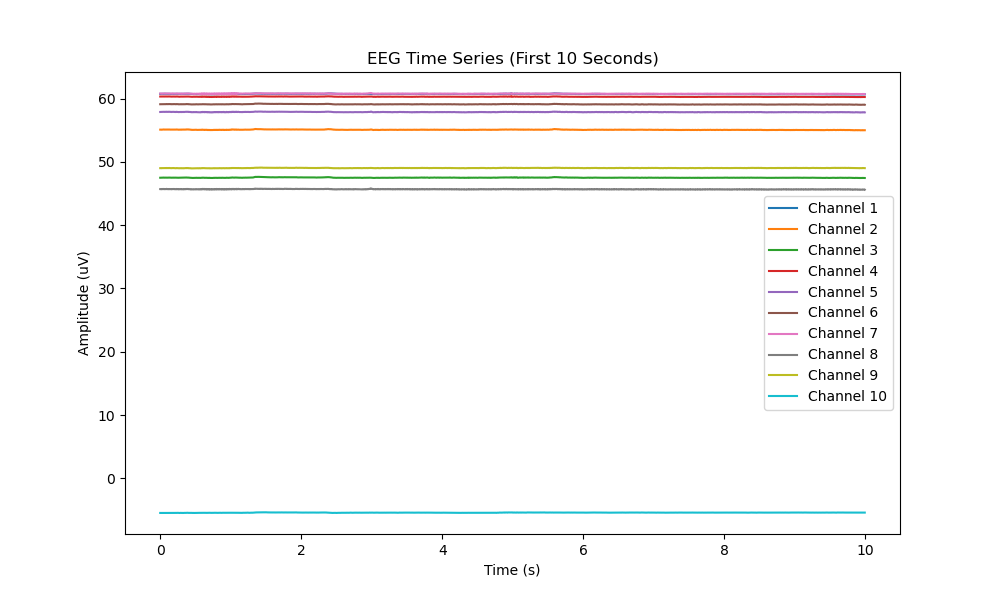 EEG Time Series (First 10 Seconds)
Amplitude (uV)
60
50
40
30
20
10
0
Channel 1
Channel 2
Channel 3
Channel 4
Channel 5
Channel 6
Channel 7
Channel 8
Channel 9
Channel 10
0 2 4 6 8 10
Time (s)